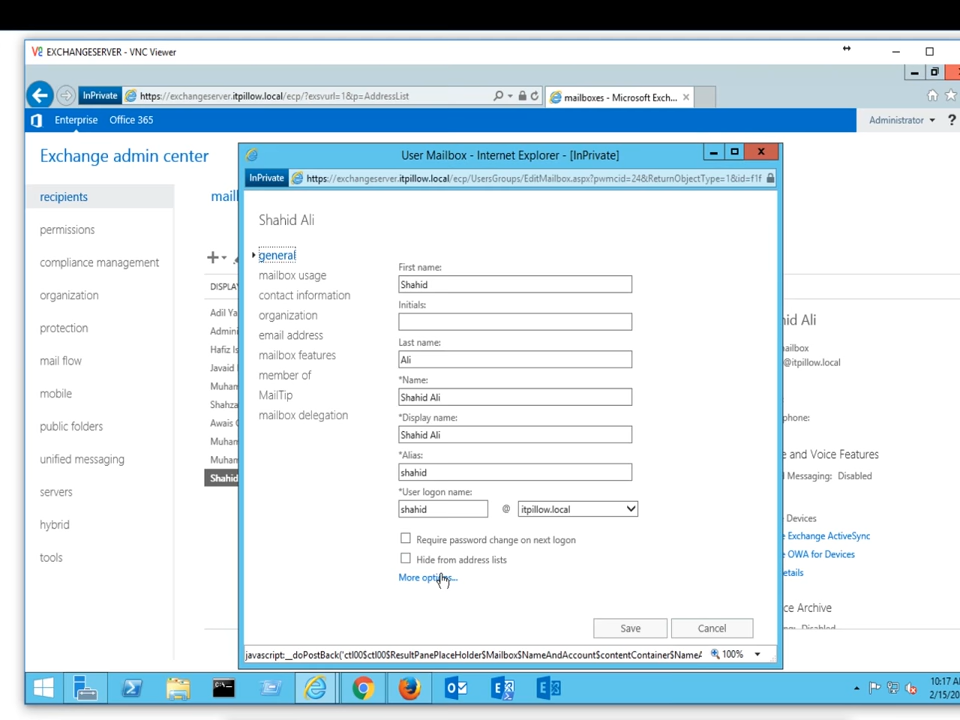 EXCHANGESERVER - VNC Viewer
InPrivate https://exchangeserver.itpillow.local/ecp/?exsvurl=1&p=AddressList
mailboxes - Microsoft Exch...
Enterprise Office 365
Administrator ?
Exchange admin center
recipients
permissions
compliance management
organization
protection
mail flow
mobile
public folders
unified messaging
servers
hybrid
tools
mail
DISPLA
Adil Ya
Admini
Hafiz Is
Javaid
Muham
Shahza
Awais
Muham
Muham
Shahid
User Mailbox - Internet Explorer - [InPrivate]
InPrivate https://exchangeserver.itpillow.local/ecp/UsersGroups/EditMailbox.aspx?pwmcid=24&ReturnObjectType=1&id=f1f
Shahid Ali
general
mailbox usage
contact information
organization
email address
mailbox features
member of
MailTip
mailbox delegation
First name:
Shahid
Initials:
Last name:
Ali
*Name:
Shahid Ali
*Display name:
Shahid Ali
*Alias:
shahid
*User logon name:
shahid @ itpillow.local
Require password change on next logon
Hide from address lists
More options...
Save Cancel
javascript:__doPostBack('ctl00$ctl00$ResultPanePlaceHolder$Mailbox$NameAndAccount$contentContainer$Name
100%
id Ali
ailbox
@itpillow.local
phone:
e and Voice Features
Messaging: Disabled
Devices
e Exchange ActiveSync
e OWA for Devices
etails
ce Archive
10:17 A
2/15/20